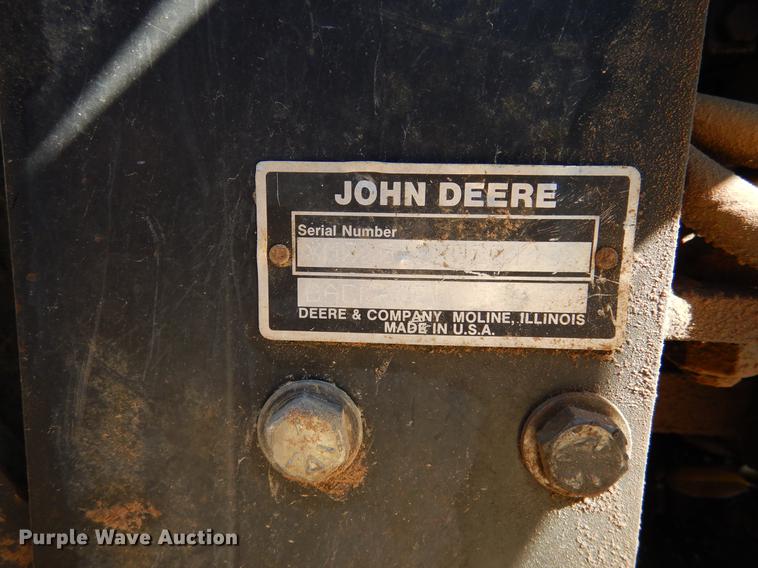 JOHN DEERE
Serial Number
DEERE & COMPANY MOLINE, ILLINOIS
MADE IN U.S.A.
Purple Wave Auction